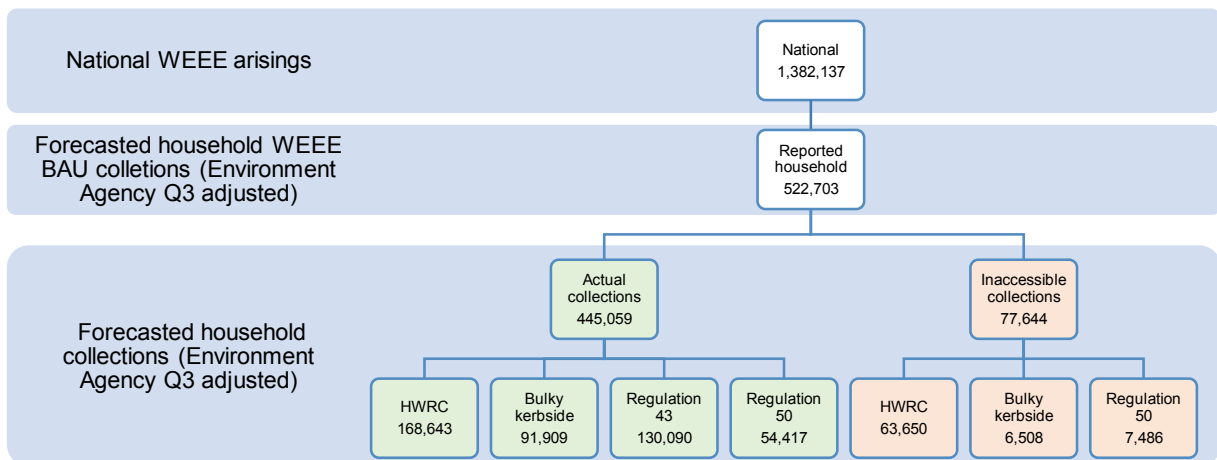 National WEEE arisings
National
1,382,137
Forecasted household WEEE
BAU colletions (Environment
Agency Q3 adjusted)
Reported
household
522,703
Forecasted household
collections (Environment
Agency Q3 adjusted)
Actual
collections
445,059
Inaccessible
collections
77,644
HWRC
168,643
Bulky
kerbside
91,909
Regulation
43
130,090
Regulation
50
54,417
HWRC
63,650
Bulky
kerbside
6,508
Regulation
50
7,486